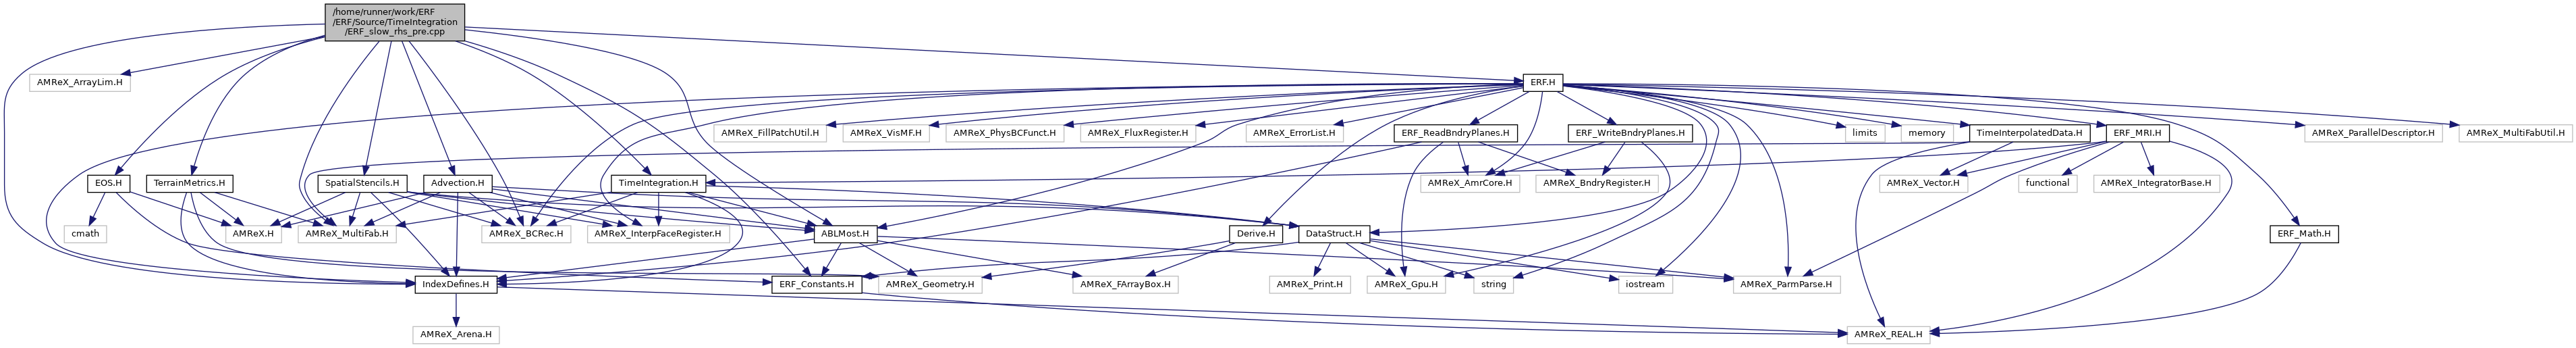 /home/runner/work/ERF
/ERF/Source/TimeIntegration
/ERF_slow_rhs_pre.cpp
AMReX_ArrayLim.H
ERF.H
AMReX_FillPatchUtil.H
AMReX_VisMF.H
AMReX_PhysBCFunct.H
AMReX_FluxRegister.H
AMReX_ErrorList.H
ERF_ReadBndryPlanes.H
ERF_WriteBndryPlanes.H
limits
memory
TimeInterpolatedData.H
ERF_MRI.H
AMReX_ParallelDescriptor.H
AMReX_MultiFabUtil.H
EOS.H
TerrainMetrics.H
SpatialStencils.H
Advection.H
TimeIntegration.H
AMReX_AmrCore.H
AMReX_BndryRegister.H
AMReX_Vector.H
functional
AMReX_IntegratorBase.H
cmath
AMReX.H
AMReX_MultiFab.H
AMReX_BCRec.H
AMReX_InterpFaceRegister.H
ABLMost.H
Derive.H
DataStruct.H
ERF_Math.H
IndexDefines.H
ERF_Constants.H
AMReX_Geometry.H
AMReX_FArrayBox.H
AMReX_Print.H
AMReX_Gpu.H
string
iostream
AMReX_ParmParse.H
AMReX_Arena.H
AMReX_REAL.H